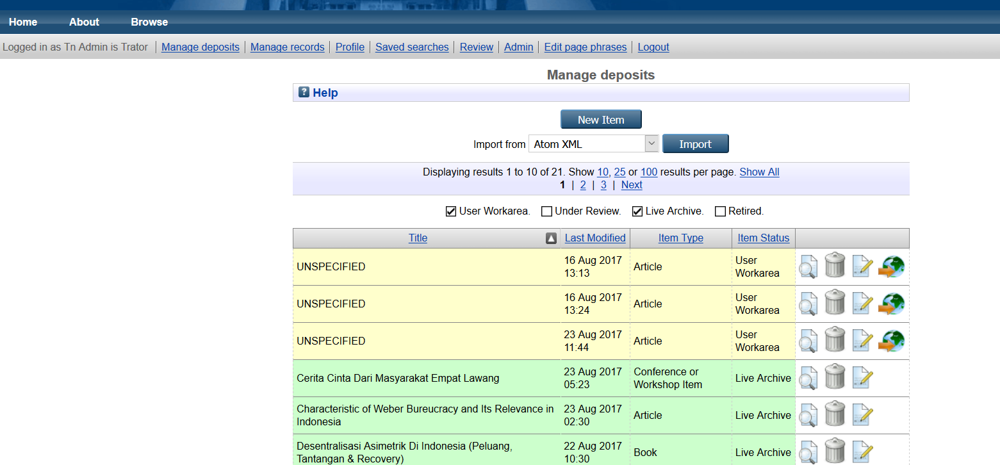 Home About Browse
Logged in as Tn Admin is Trator Manage deposits Manage records Profile Saved searches Review Admin Edit page phrases Logout
Manage deposits
? Help
New Item
Import from Atom XML Import
Displaying results 1 to 10 of 21. Show 10, 25 or 100 results per page. Show All
1 | 2 | 3 | Next
User Workarea. Under Review. Live Archive. Retired.
Title Last Modified Item Type Item Status
UNSPECIFIED 16 Aug 2017 13:13 Article User Workarea
UNSPECIFIED 16 Aug 2017 13:24 Article User Workarea
UNSPECIFIED 23 Aug 2017 11:44 Article User Workarea
Cerita Cinta Dari Masyarakat Empat Lawang 23 Aug 2017 05:23 Conference or Workshop Item Live Archive
Characteristic of Weber Bureucracy and Its Relevance in Indonesia 23 Aug 2017 02:30 Article Live Archive
Desentralisasi Asimetrik Di Indonesia (Peluang, Tantangan & Recovery) 22 Aug 2017 10:30 Book Live Archive